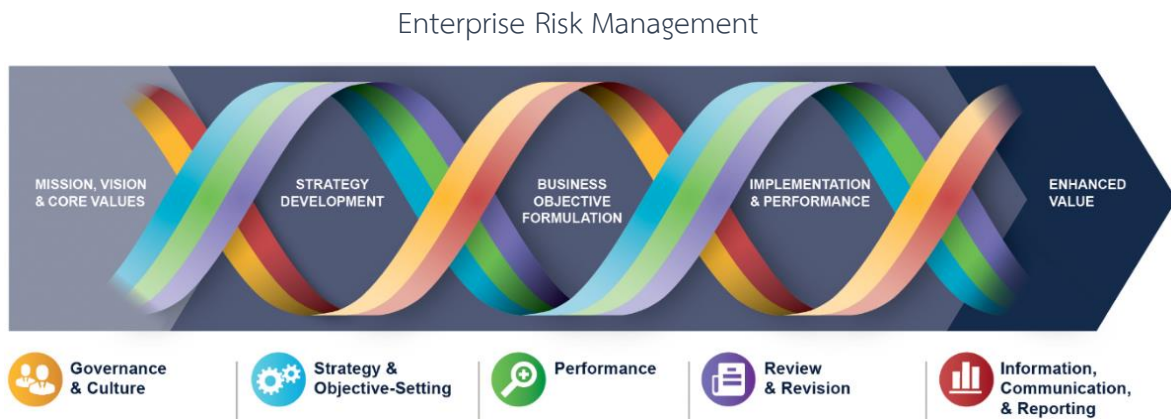 Enterprise Risk Management
MISSION, VISION
& CORE VALUES
STRATEGY
DEVELOPMENT
BUSINESS
OBJECTIVE
FORMULATION
IMPLEMENTATION
& PERFORMANCE
ENHANCED
VALUE
Governance
& Culture
Strategy &
Objective-Setting
Performance
Review
& Revision
Information,
Communication,
& Reporting